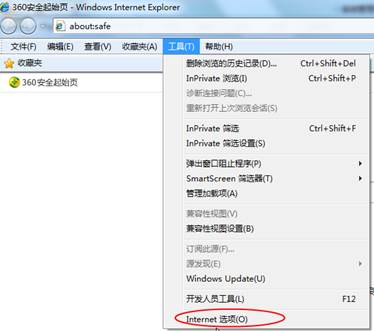 360安全起始页 - Windows Internet Explorer
about:safe
文件(F) 编辑(E) 查看(V) 收藏夹(A) 工具(T) 帮助(H)
收藏夹
360安全起始页
删除浏览的历史记录(D)... Ctrl+Shift+Del
InPrivate 浏览(I) Ctrl+Shift+P
诊断连接问题(C)...
重新打开上次浏览会话(S)
InPrivate 筛选 Ctrl+Shift+F
InPrivate 筛选设置(S)
弹出窗口阻止程序(P)
SmartScreen 筛选器(T)
管理加载项(A)
兼容性视图(V)
兼容性视图设置(B)
订阅此源(F)...
源发现(E)
Windows Update(U)
开发人员工具(L) F12
Internet 选项(O)